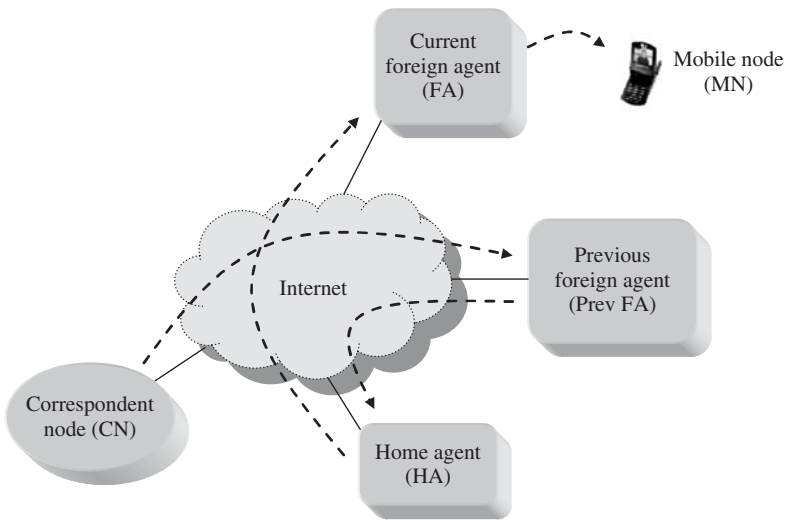 Current
foreign agent
(FA)
Mobile node
(MN)
Previous
foreign agent
(Prev FA)
Internet
Correspondent
node (CN)
Home agent
(HA)